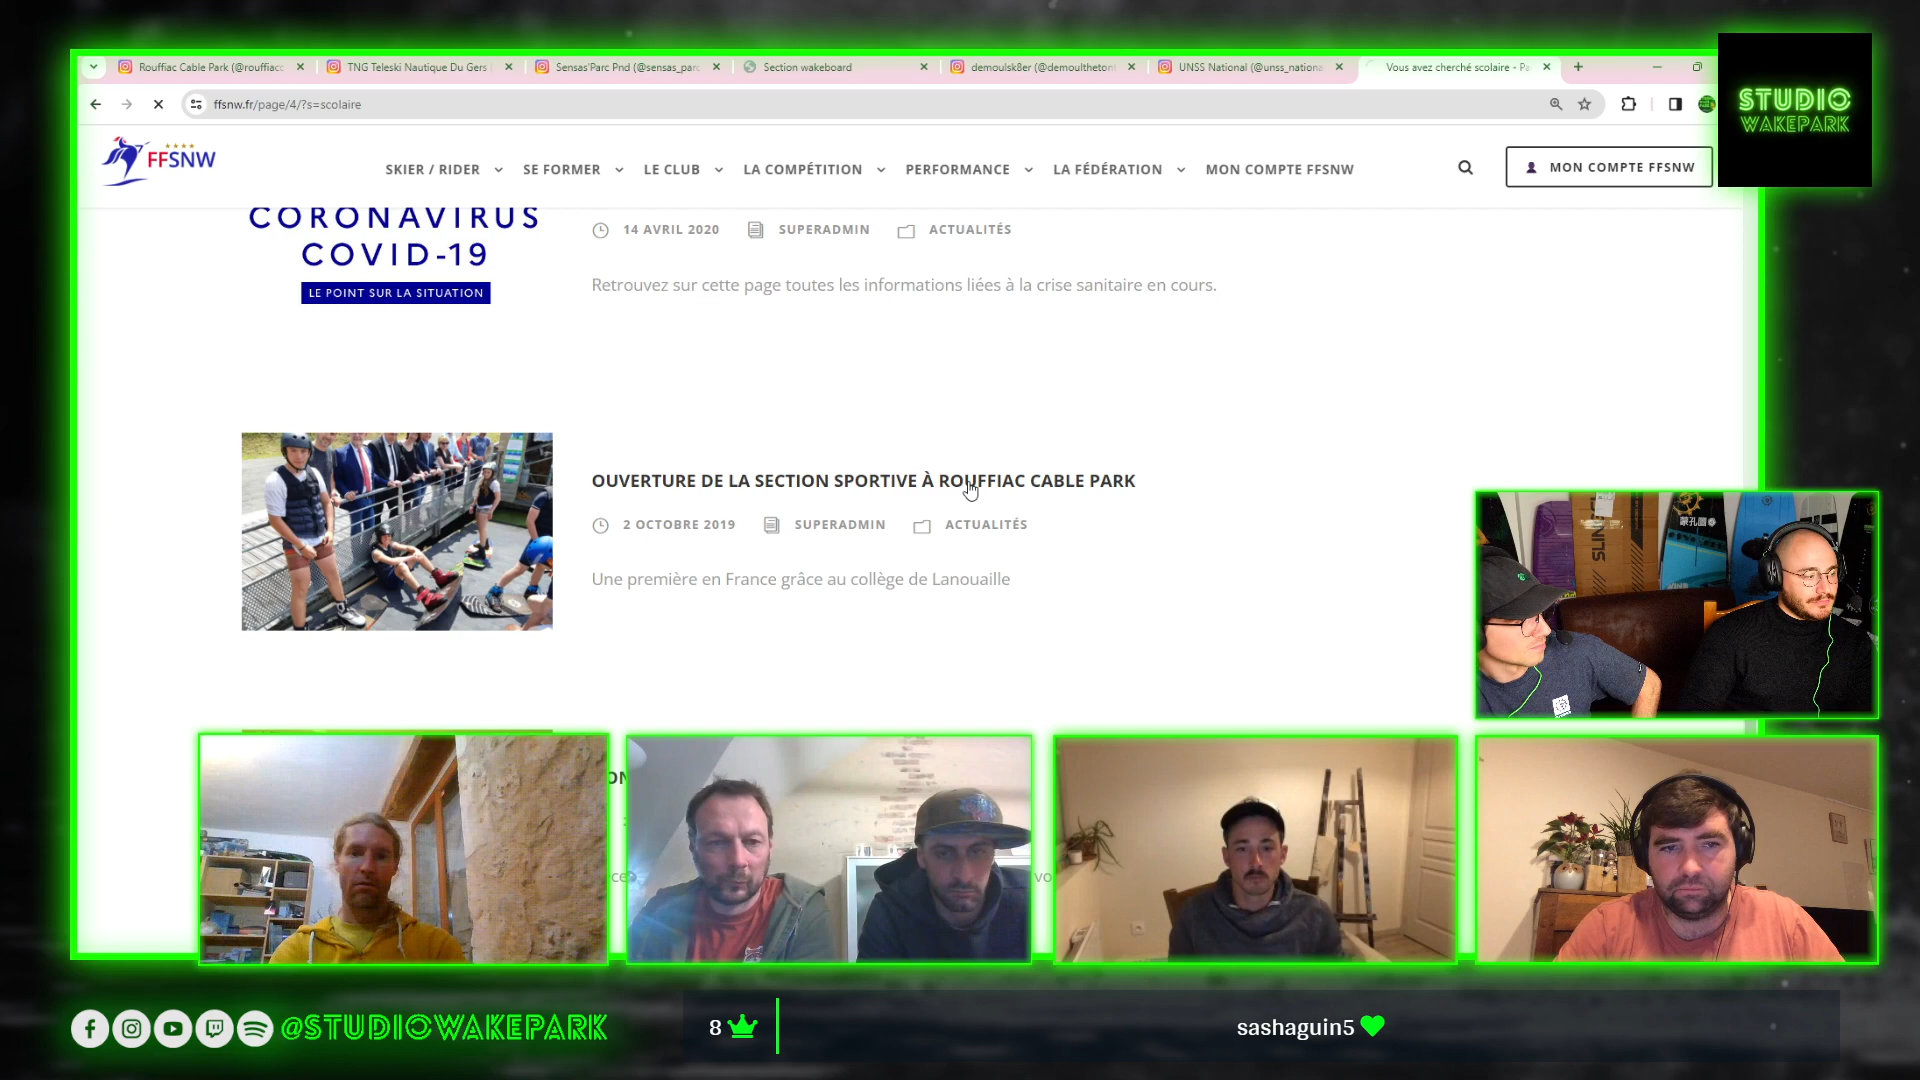 Rouffiac Cable Park (@rouffiacc
TNG Teleski Nautique Du Gers
Sensas'Parc Pnd (@sensas_parc
Section wakeboard
demoulsk8er (@demoulthetont
UNSS National (@unss_nationa
Vous avez cherché scolaire - Pa
ffsnw.fr/page/4/?s=scolaire
STUDIO
WAKEPARK
FFSNW
SKIER / RIDER
SE FORMER
LE CLUB
LA COMPÉTITION
PERFORMANCE
LA FÉDÉRATION
MON COMPTE FFSNW
MON COMPTE FFSNW
CORONAVIRUS
COVID-19
LE POINT SUR LA SITUATION
14 AVRIL 2020
SUPERADMIN
ACTUALITÉS
Retrouvez sur cette page toutes les informations liées à la crise sanitaire en cours.
OUVERTURE DE LA SECTION SPORTIVE À ROUFFIAC CABLE PARK
2 OCTOBRE 2019
SUPERADMIN
ACTUALITÉS
Une première en France grâce au collège de Lanouaille
@STUDIOWAKEPARK
8
sashaguin5